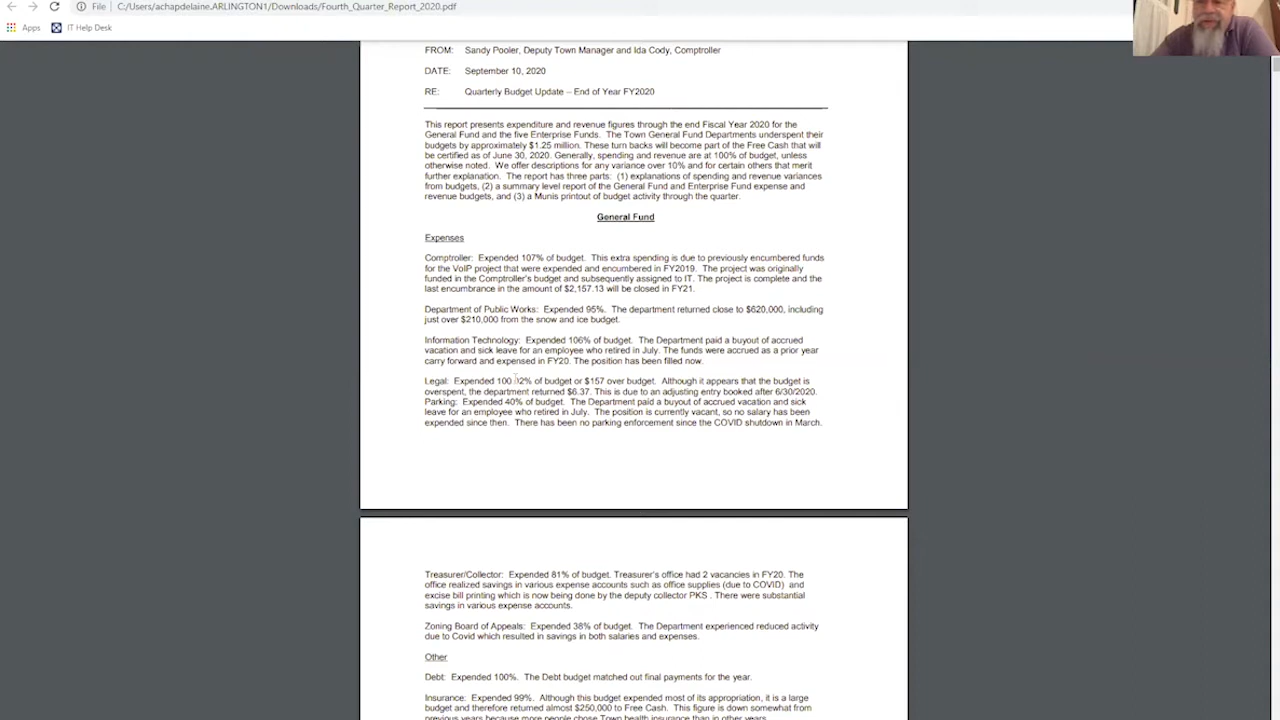 File C:/Users/achapdelaine.ARLINGTON1/Downloads/Fourth_Quarter_Report_2020.pdf
Apps IT Help Desk
FROM: Sandy Pooler, Deputy Town Manager and Ida Cody, Comptroller
DATE: September 10, 2020
RE: Quarterly Budget Update – End of Year FY2020
This report presents expenditure and revenue figures through the end Fiscal Year 2020 for the
General Fund and the five Enterprise Funds. The Town General Fund Departments underspent their
budgets by approximately $1.25 million. These turn backs will become part of the Free Cash that will
be certified as of June 30, 2020. Generally, spending and revenue are at 100% of budget, unless
otherwise noted. We offer descriptions for any variance over 10% and for certain others that merit
further explanation. The report has three parts: (1) explanations of spending and revenue variances
from budgets, (2) a summary level report of the General Fund and Enterprise Fund expense and
revenue budgets, and (3) a Munis printout of budget activity through the quarter.
General Fund
Expenses
Comptroller: Expended 107% of budget. This extra spending is due to previously encumbered funds
for the VoIP project that were expended and encumbered in FY2019. The project was originally
funded in the Comptroller's budget and subsequently assigned to IT. The project is complete and the
last encumbrance in the amount of $2,157.13 will be closed in FY21.
Department of Public Works: Expended 95%. The department returned close to $620,000, including
just over $210,000 from the snow and ice budget.
Information Technology: Expended 106% of budget. The Department paid a buyout of accrued
vacation and sick leave for an employee who retired in July. The funds were accrued as a prior year
carry forward and expensed in FY20. The position has been filled now.
Legal: Expended 100.02% of budget or $157 over budget. Although it appears that the budget is
overspent, the department returned $6.37. This is due to an adjusting entry booked after 6/30/2020.
Parking: Expended 40% of budget. The Department paid a buyout of accrued vacation and sick
leave for an employee who retired in July. The position is currently vacant, so no salary has been
expended since then. There has been no parking enforcement since the COVID shutdown in March.
Treasurer/Collector: Expended 81% of budget. Treasurer's office had 2 vacancies in FY20. The
office realized savings in various expense accounts such as office supplies (due to COVID) and
excise bill printing which is now being done by the deputy collector PKS . There were substantial
savings in various expense accounts.
Zoning Board of Appeals: Expended 38% of budget. The Department experienced reduced activity
due to Covid which resulted in savings in both salaries and expenses.
Other
Debt: Expended 100%. The Debt budget matched out final payments for the year.
Insurance: Expended 99%. Although this budget expended most of its appropriation, it is a large
budget and therefore returned almost $250,000 to Free Cash. This figure is down somewhat from
previous years because more people chose Town health insurance than in other years.